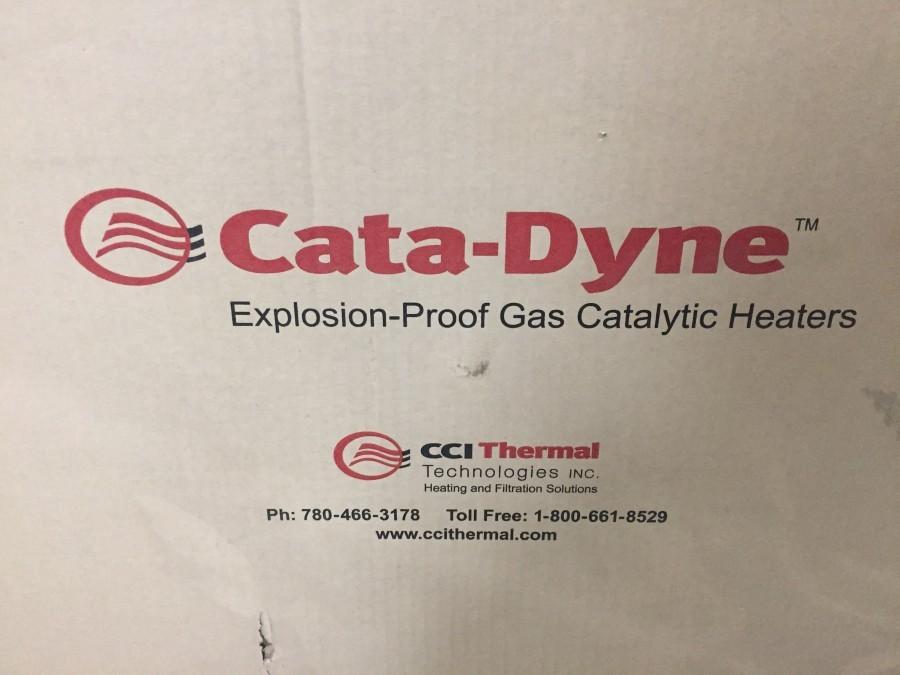 Cata-Dyne™
Explosion-Proof Gas Catalytic Heaters
CCI Thermal
Technologies INC.
Heating and Filtration Solutions
Ph: 780-466-3178 Toll Free: 1-800-661-8529
www.ccithermal.com